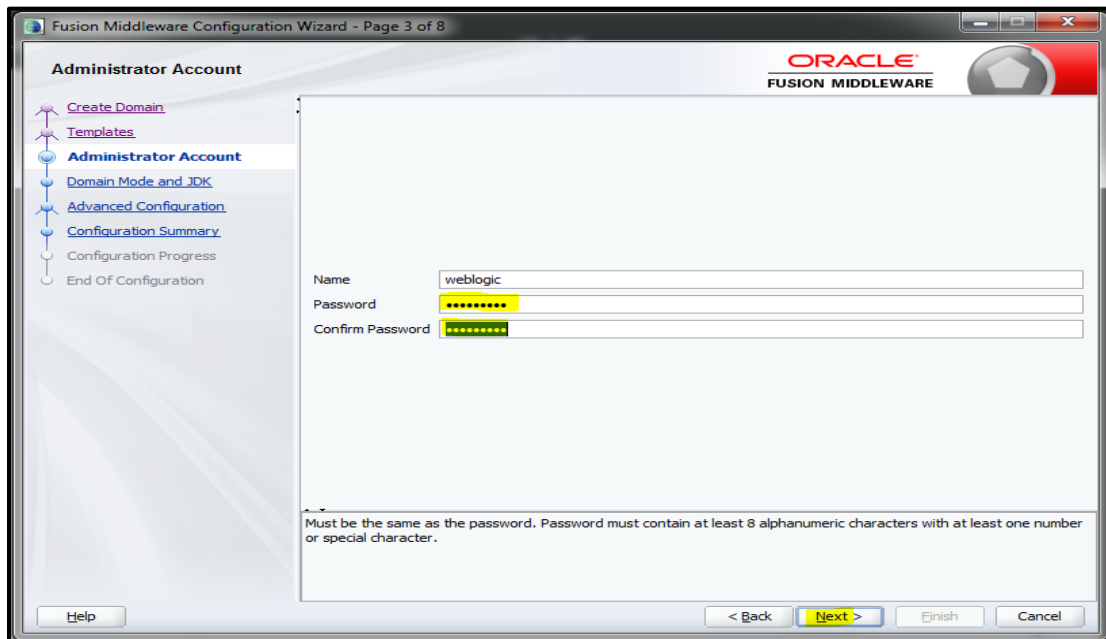 Fusion Middleware Configuration Wizard - Page 3 of 8
Administrator Account
ORACLE
FUSION MIDDLEWARE
Create Domain
Templates
Administrator Account
Domain Mode and JDK
Advanced Configuration
Configuration Summary
Configuration Progress
End Of Configuration
Name weblogic
Password •••••••••
Confirm Password •••••••••
Must be the same as the password. Password must contain at least 8 alphanumeric characters with at least one number
or special character.
Help < Back Next > Finish Cancel